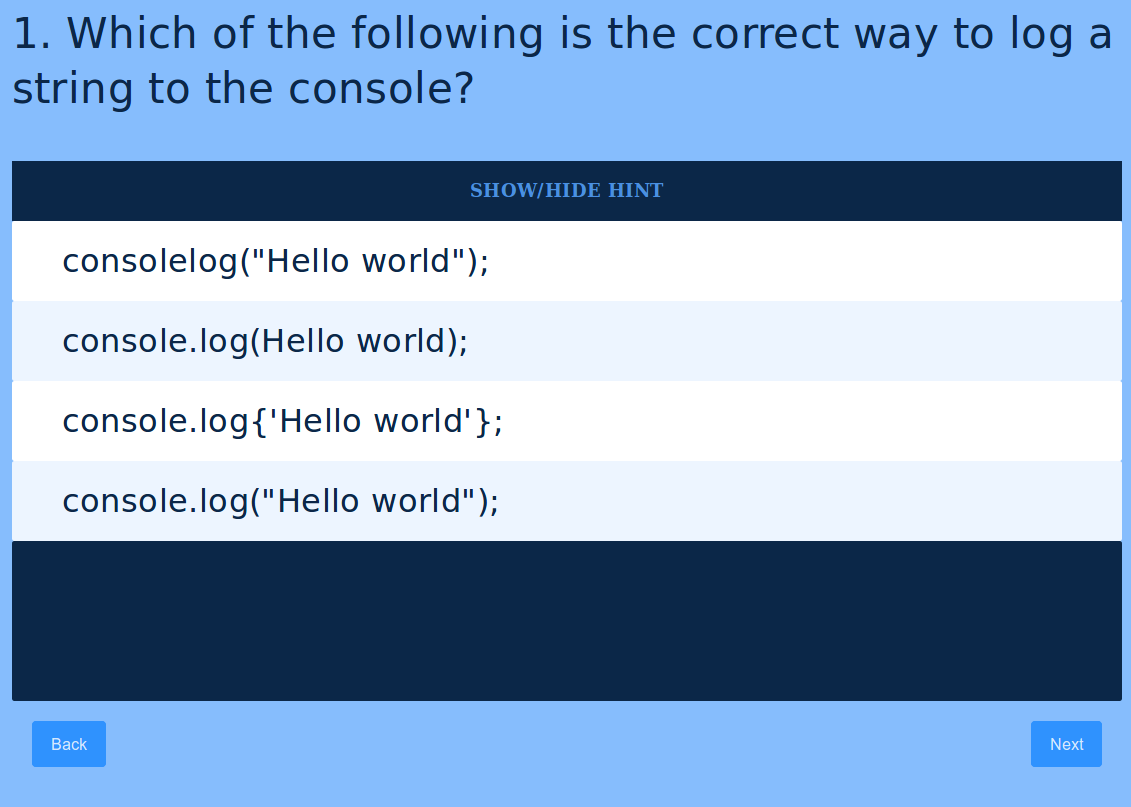 1. Which of the following is the correct way to log a
string to the console?
SHOW/HIDE HINT
consolelog("Hello world");
console.log(Hello world);
console.log{'Hello world'};
console.log("Hello world");
Back
Next